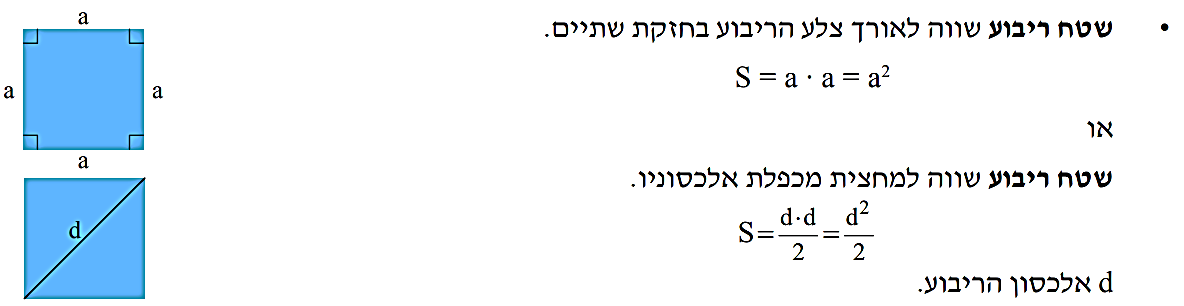 • שטח ריבוע שווה לאורך צלע הריבוע בחזקת שתיים.
S = a · a = a²
או
שטח ריבוע שווה למחצית מכפלת אלכסוניו.
S = d·d/2 = d²/2
d אלכסון הריבוע.
a
a a
a
d